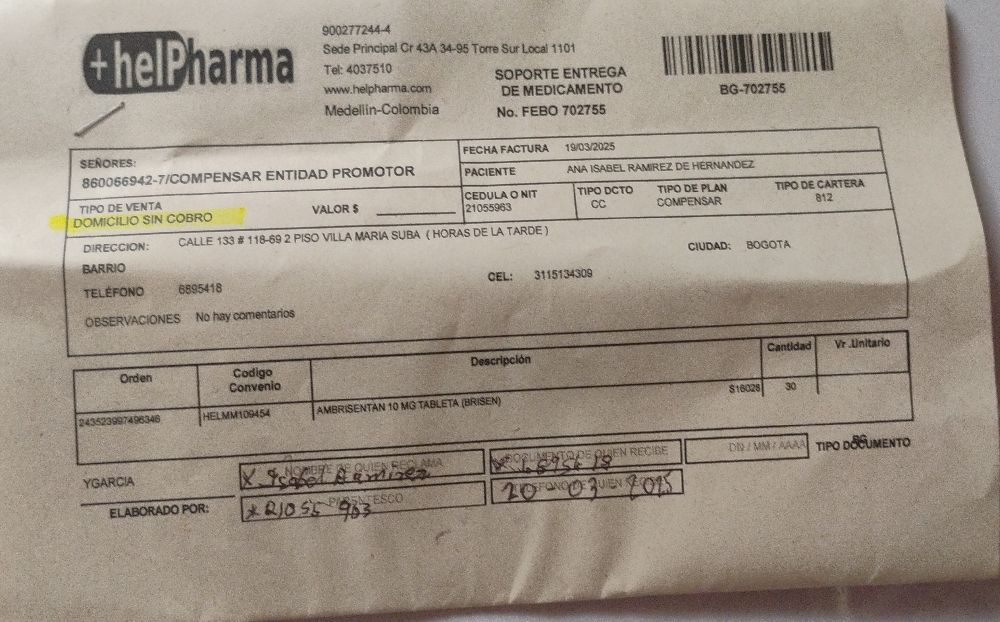 +helPharma
900277244-4
Sede Principal Cr 43A 34-95 Torre Sur Local 1101
Tel: 4037510
www.helpharma.com
Medellín-Colombia
SOPORTE ENTREGA
DE MEDICAMENTO
No. FEBO 702755
BG-702755
SEÑORES:
860066942-7/COMPENSAR ENTIDAD PROMOTOR
FECHA FACTURA 19/03/2025
PACIENTE ANA ISABEL RAMIREZ DE HERNANDEZ
CEDULA O NIT
21055963
TIPO DCTO
CC
TIPO DE PLAN
COMPENSAR
TIPO DE CARTERA
812
TIPO DE VENTA
DOMICILIO SIN COBRO
VALOR $
DIRECCION: CALLE 133 # 118-69 2 PISO VILLA MARIA SUBA ( HORAS DE LA TARDE )
CIUDAD: BOGOTA
BARRIO
TELÉFONO 6895418
CEL: 3115134309
OBSERVACIONES No hay comentarios
Orden Codigo Convenio Descripción Cantidad Vr .Unitario
243523997496346 HELMM109454 AMBRISENTAN 10 MG TABLETA (BRISEN) S16028 30
YGARCIA
ELABORADO POR:
NOMBRE DE QUIEN RECLAMA
X Isabel Ramirez
DOCUMENTO DE QUIEN RECIBE
DD / MM / AAAA
TIPO DOCUMENTO
PARENTESCO
20 03 2025